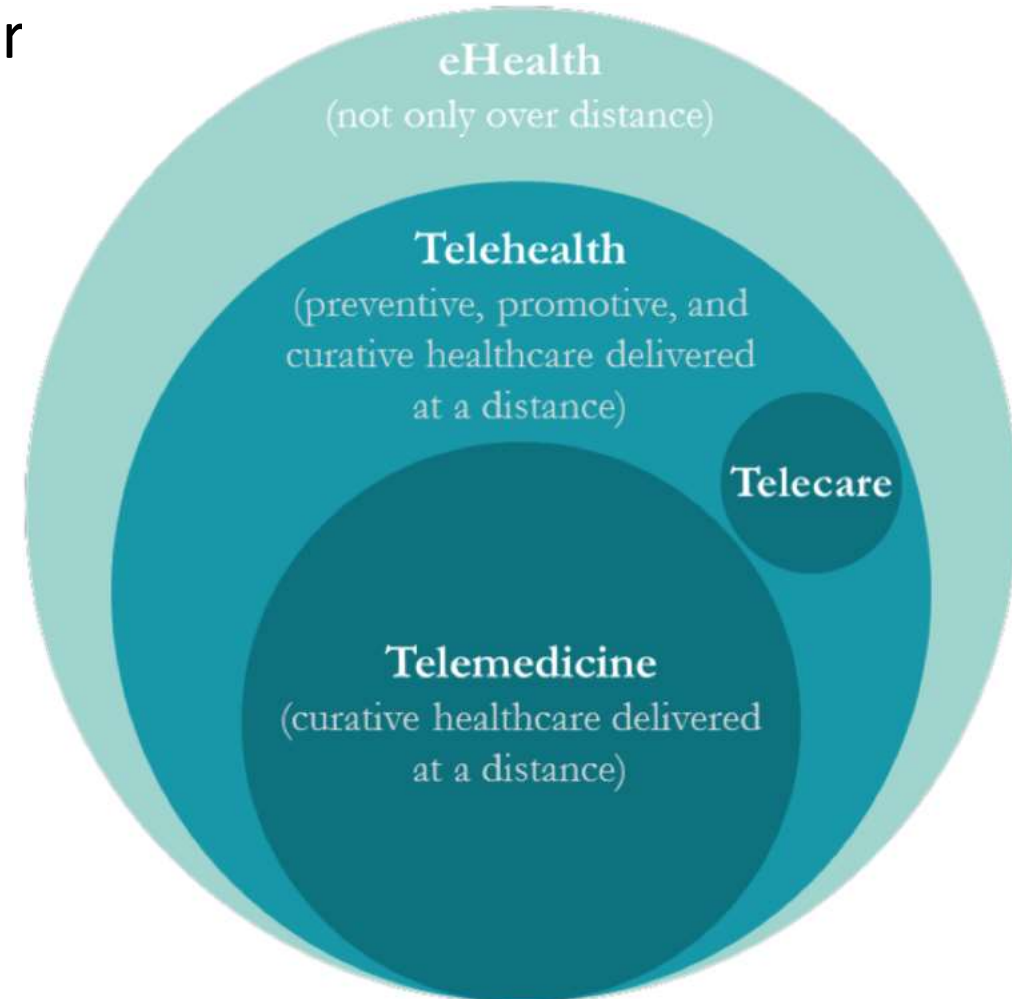 r
eHealth
(not only over distance)
Telehealth
(preventive, promotive, and
curative healthcare delivered
at a distance)
Telecare
Telemedicine
(curative healthcare delivered
at a distance)